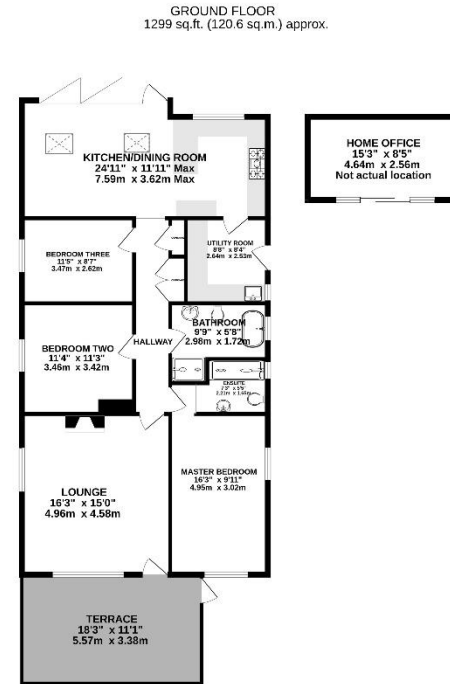 GROUND FLOOR
1299 sq.ft. (120.6 sq.m.) approx.
KITCHEN/DINING ROOM
24'11" x 11'11" Max
7.59m x 3.62m Max
HOME OFFICE
15'3" x 8'5"
4.64m x 2.56m
Not actual location
BEDROOM THREE
11'5" x 8'7"
3.47m x 2.62m
UTILITY ROOM
8'8" x 8'4"
2.64m x 2.53m
BATHROOM
9'9" x 5'8"
2.98m x 1.72m
BEDROOM TWO
11'4" x 11'3"
3.46m x 3.42m
HALLWAY
ENSUITE
MASTER BEDROOM
16'3" x 9'11"
4.95m x 3.02m
LOUNGE
16'3" x 15'0"
4.96m x 4.58m
TERRACE
18'3" x 11'1"
5.57m x 3.38m